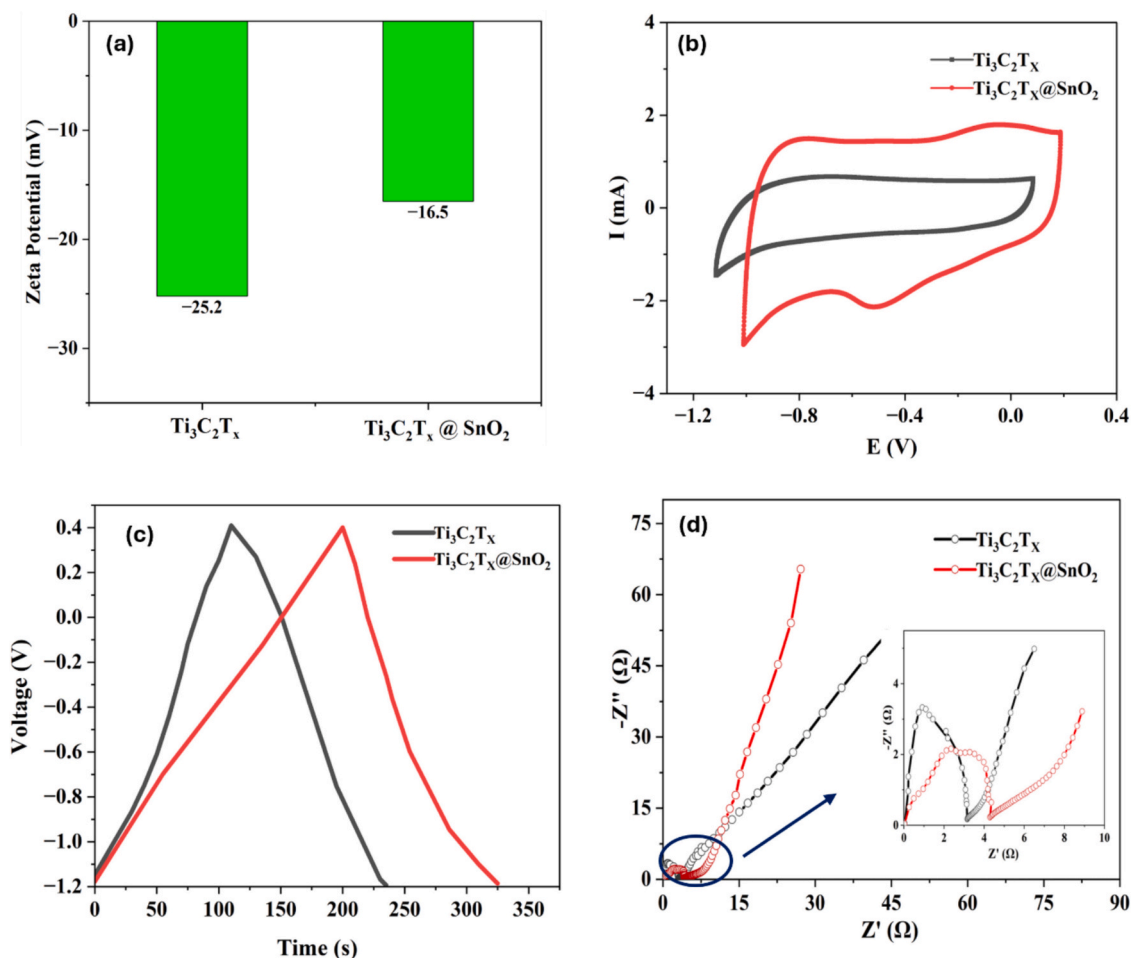 (a)
Zeta Potential (mV)
0
−10
−20
−30
−25.2
−16.5
Ti₃C₂Tₓ
Ti₃C₂Tₓ @ SnO₂
(b)
Ti₃C₂Tₓ
Ti₃C₂Tₓ@SnO₂
I (mA)
4
2
0
−2
−4
−1.2 −0.8 −0.4 0.0 0.4
E (V)
(c)
Ti₃C₂Tₓ
Ti₃C₂Tₓ@SnO₂
Voltage (V)
0.4
0.2
0.0
−0.2
−0.4
−0.6
−0.8
−1.0
−1.2
0 50 100 150 200 250 300 350
Time (s)
(d)
Ti₃C₂Tₓ
Ti₃C₂Tₓ@SnO₂
-Z'' (Ω)
75
60
45
30
15
0
0 15 30 45 60 75 90
Z' (Ω)
-Z'' (Ω)
4
2
0
0 2 4 6 8 10
Z' (Ω)